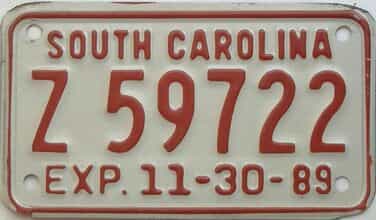 SOUTH CAROLINA
Z 59722
EXP. 11-30-89